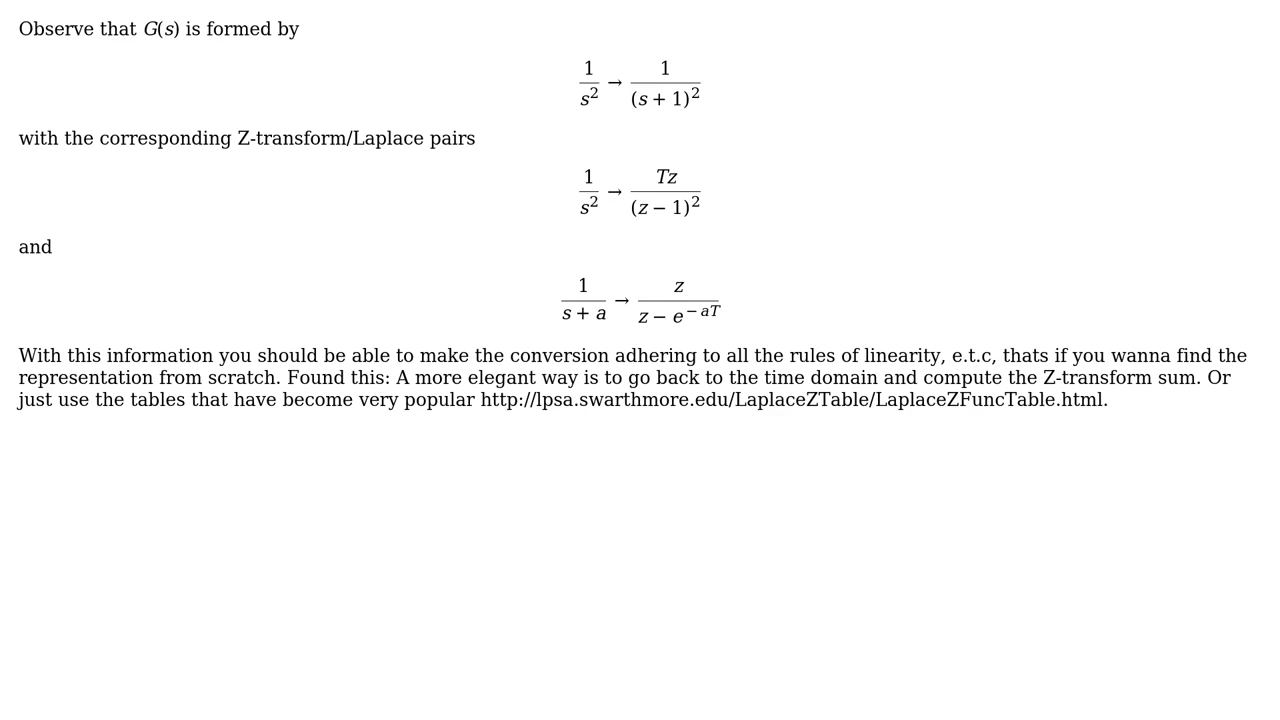 Observe that G(s) is formed by
1/s² → 1/(s + 1)²
with the corresponding Z-transform/Laplace pairs
1/s² → Tz/(z − 1)²
and
1/(s + a) → z/(z − e^(−aT))
With this information you should be able to make the conversion adhering to all the rules of linearity, e.t.c, thats if you wanna find the
representation from scratch. Found this: A more elegant way is to go back to the time domain and compute the Z-transform sum. Or
just use the tables that have become very popular http://lpsa.swarthmore.edu/LaplaceZTable/LaplaceZFuncTable.html.